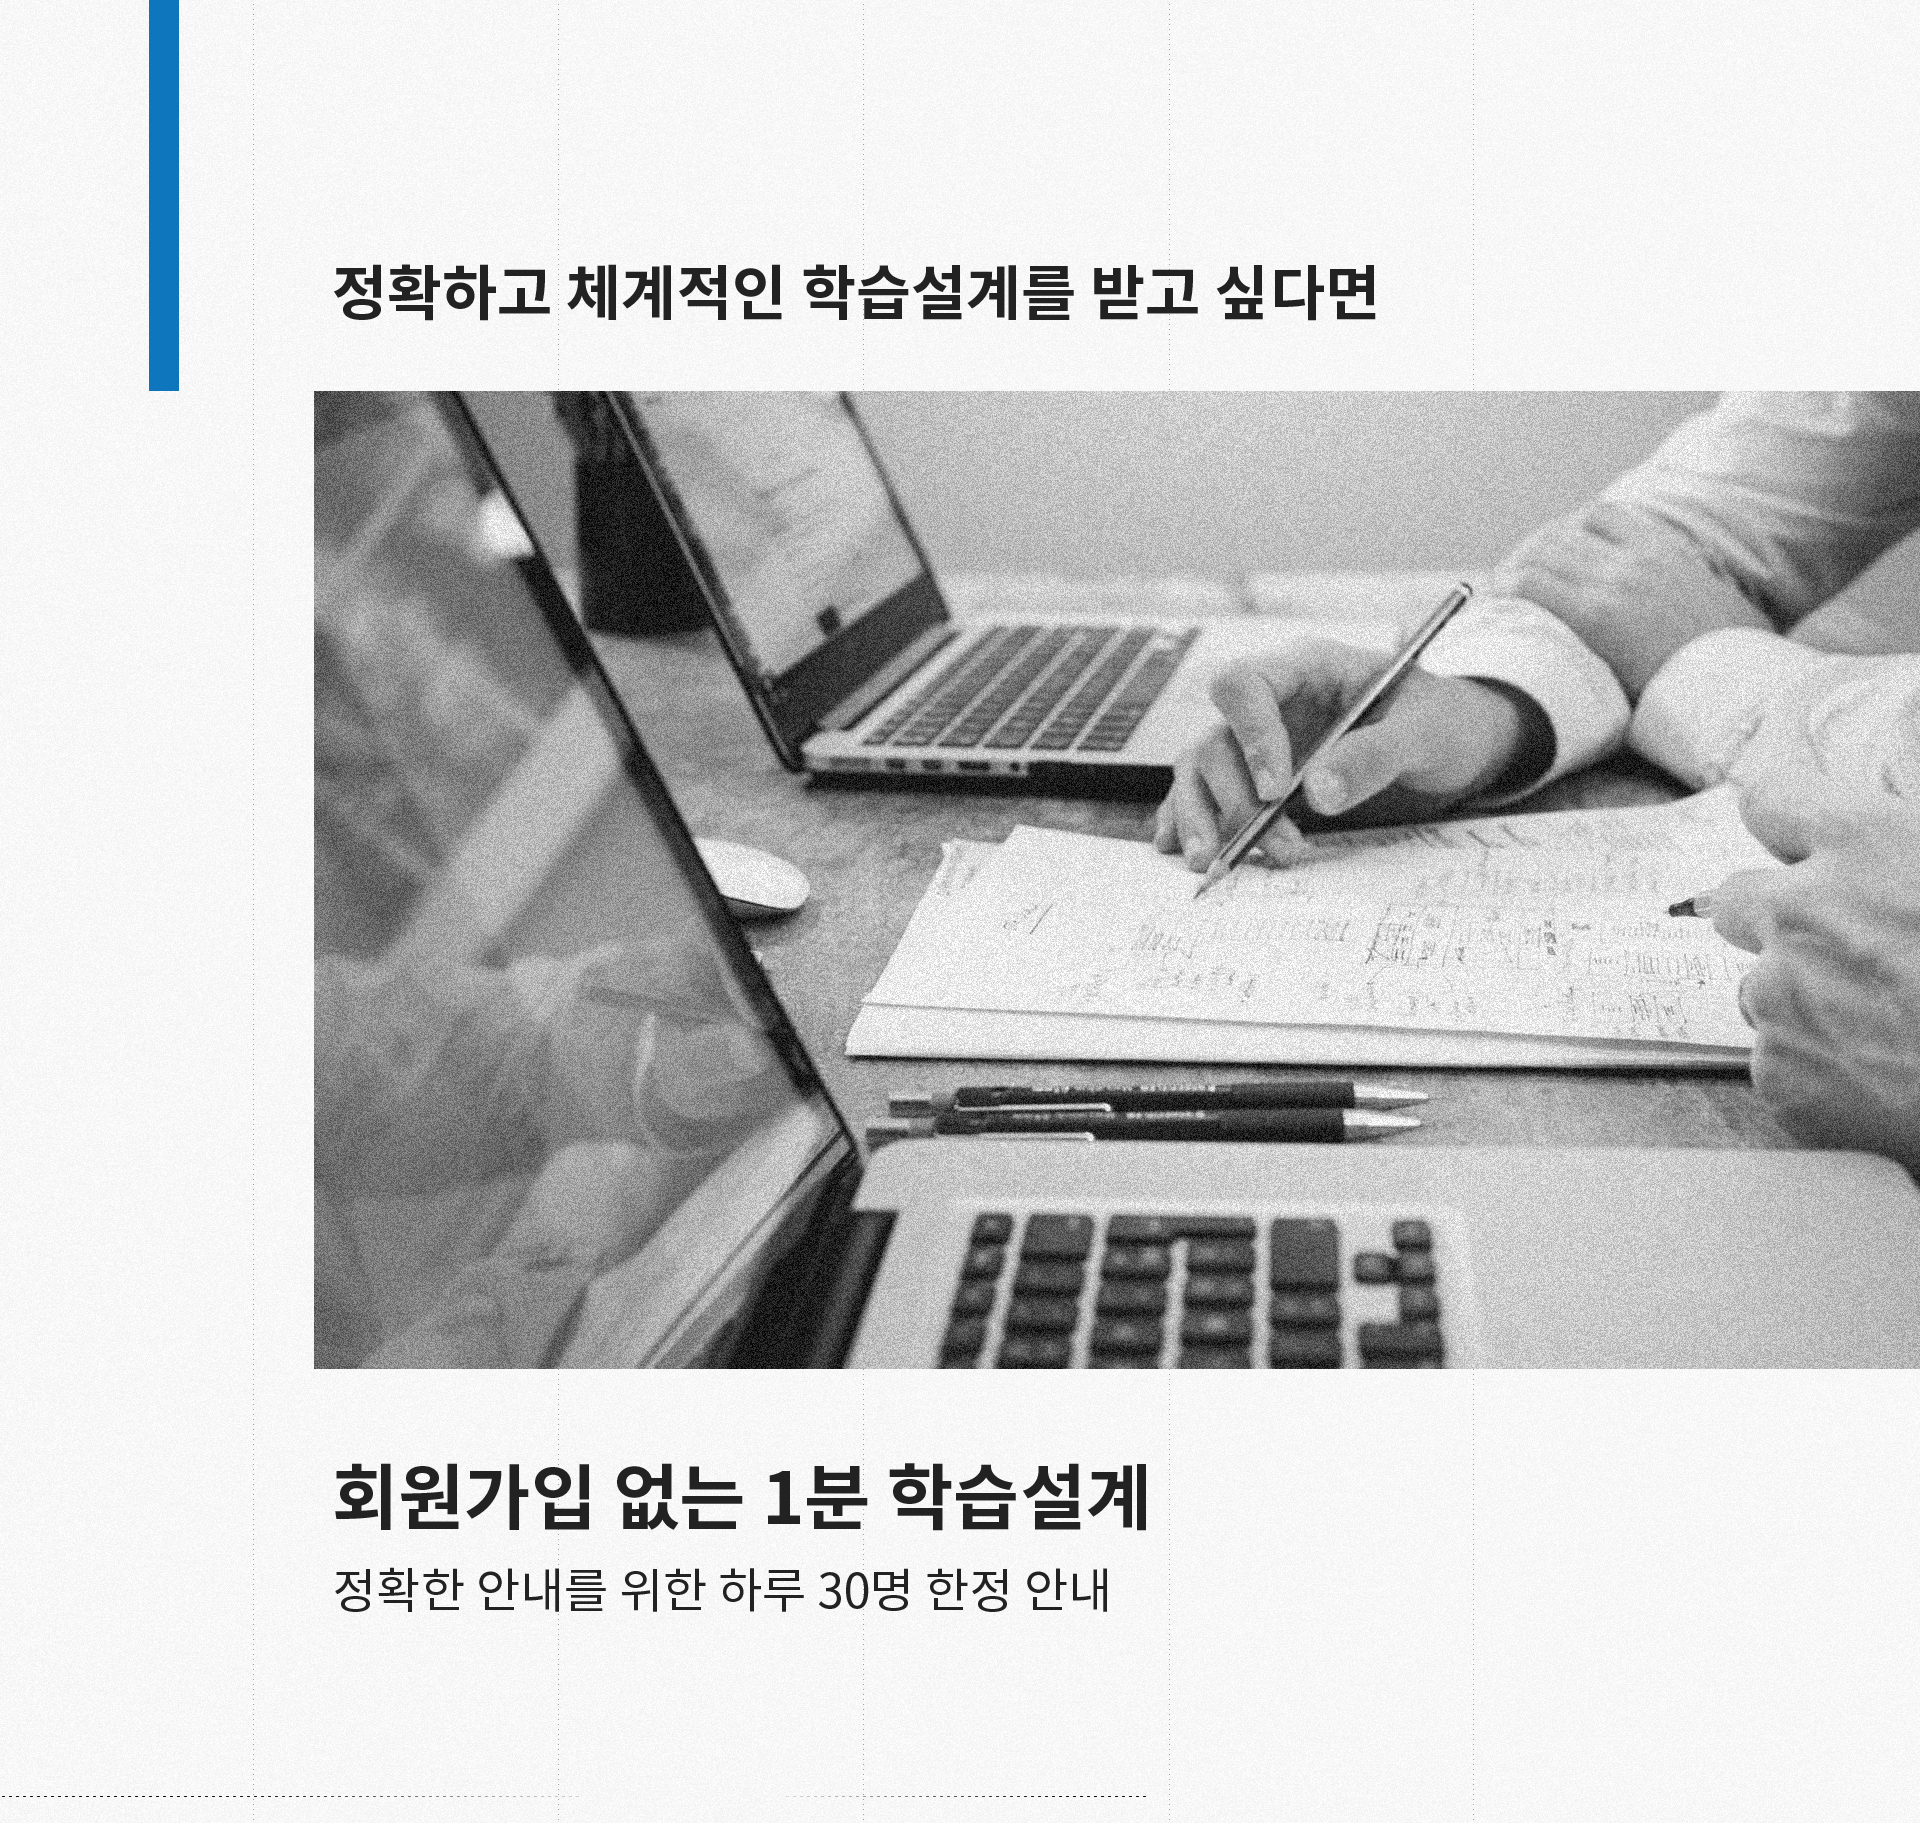 정확하고 체계적인 학습설계를 받고 싶다면
회원가입 없는 1분 학습설계
정확한 안내를 위한 하루 30명 한정 안내